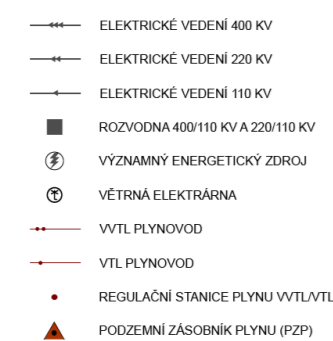 ELEKTRICKÉ VEDENÍ 400 KV
ELEKTRICKÉ VEDENÍ 220 KV
ELEKTRICKÉ VEDENÍ 110 KV
ROZVODNA 400/110 KV A 220/110 KV
VÝZNAMNÝ ENERGETICKÝ ZDROJ
VĚTRNÁ ELEKTRÁRNA
VVTL PLYNOVOD
VTL PLYNOVOD
REGULAČNÍ STANICE PLYNU VVTL/VTL
PODZEMNÍ ZÁSOBNÍK PLYNU (PZP)